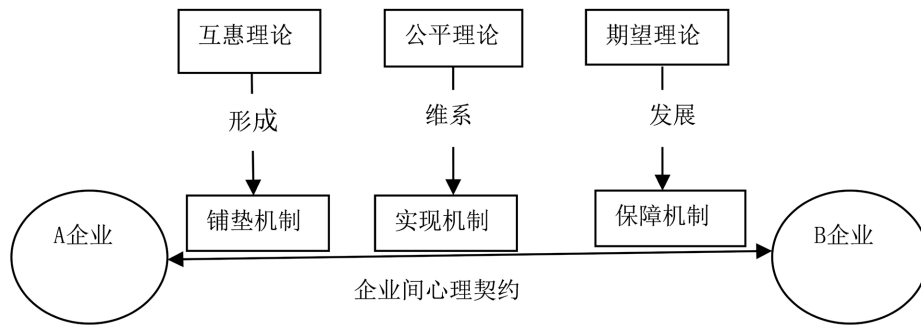 互惠理论
公平理论
期望理论
形成
维系
发展
铺垫机制
实现机制
保障机制
A企业
B企业
企业间心理契约